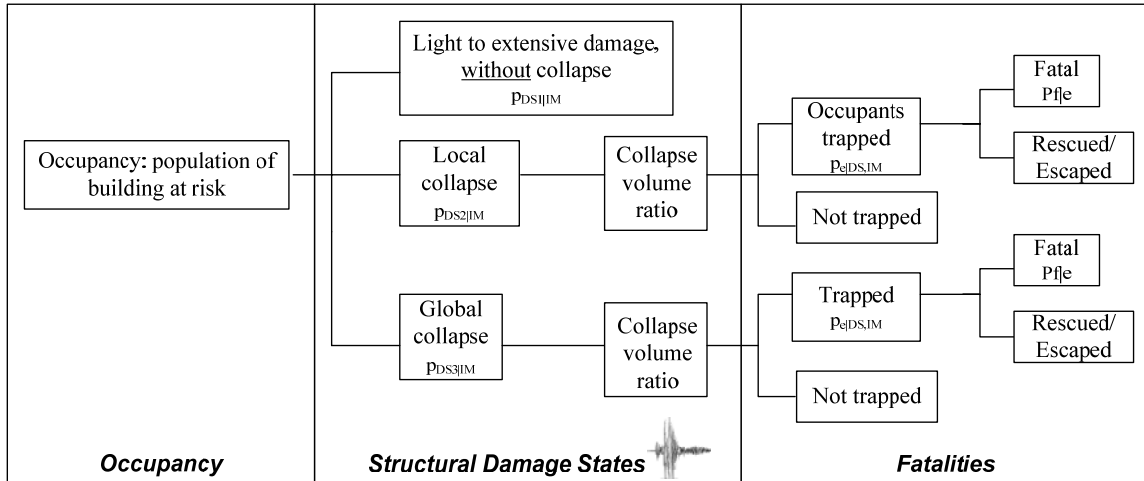 Occupancy: population of
building at risk
Light to extensive damage,
without collapse
pDS1|IM
Local
collapse
pDS2|IM
Collapse
volume
ratio
Global
collapse
pDS3|IM
Collapse
volume
ratio
Occupants
trapped
pe|DS,IM
Fatal
Pf|e
Rescued/
Escaped
Not trapped
Trapped
pe|DS,IM
Fatal
Pf|e
Rescued/
Escaped
Not trapped
Occupancy
Structural Damage States
Fatalities